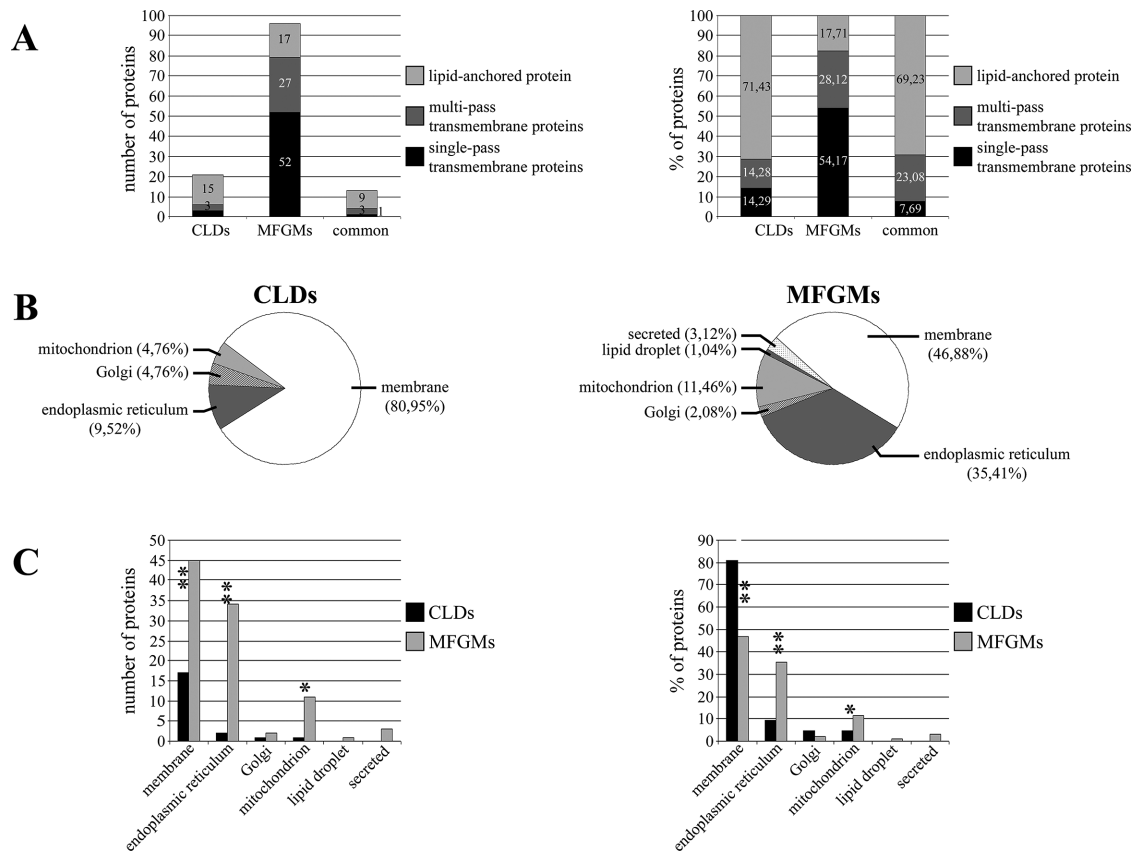 A
number of proteins
100
90
80
70
60
50
40
30
20
10
0
15
3
17
27
52
9
3
1
CLDs
MFGMs
common
lipid-anchored protein
multi-pass
transmembrane proteins
single-pass
transmembrane proteins
% of proteins
100
90
80
70
60
50
40
30
20
10
0
71,43
14,28
14,29
17,71
28,12
54,17
69,23
23,08
7,69
CLDs
MFGMs
common
lipid-anchored protein
multi-pass
transmembrane proteins
single-pass
transmembrane proteins
B
CLDs
mitochondrion (4,76%)
Golgi (4,76%)
endoplasmic reticulum
(9,52%)
membrane
(80,95%)
MFGMs
secreted (3,12%)
lipid droplet (1,04%)
mitochondrion (11,46%)
Golgi (2,08%)
membrane
(46,88%)
endoplasmic reticulum
(35,41%)
C
number of proteins
50
45
40
35
30
25
20
15
10
5
0
**
**
*
membrane
endoplasmic reticulum
Golgi
mitochondrion
lipid droplet
secreted
CLDs
MFGMs
% of proteins
90
80
70
60
50
40
30
20
10
0
**
**
*
membrane
endoplasmic reticulum
Golgi
mitochondrion
lipid droplet
secreted
CLDs
MFGMs